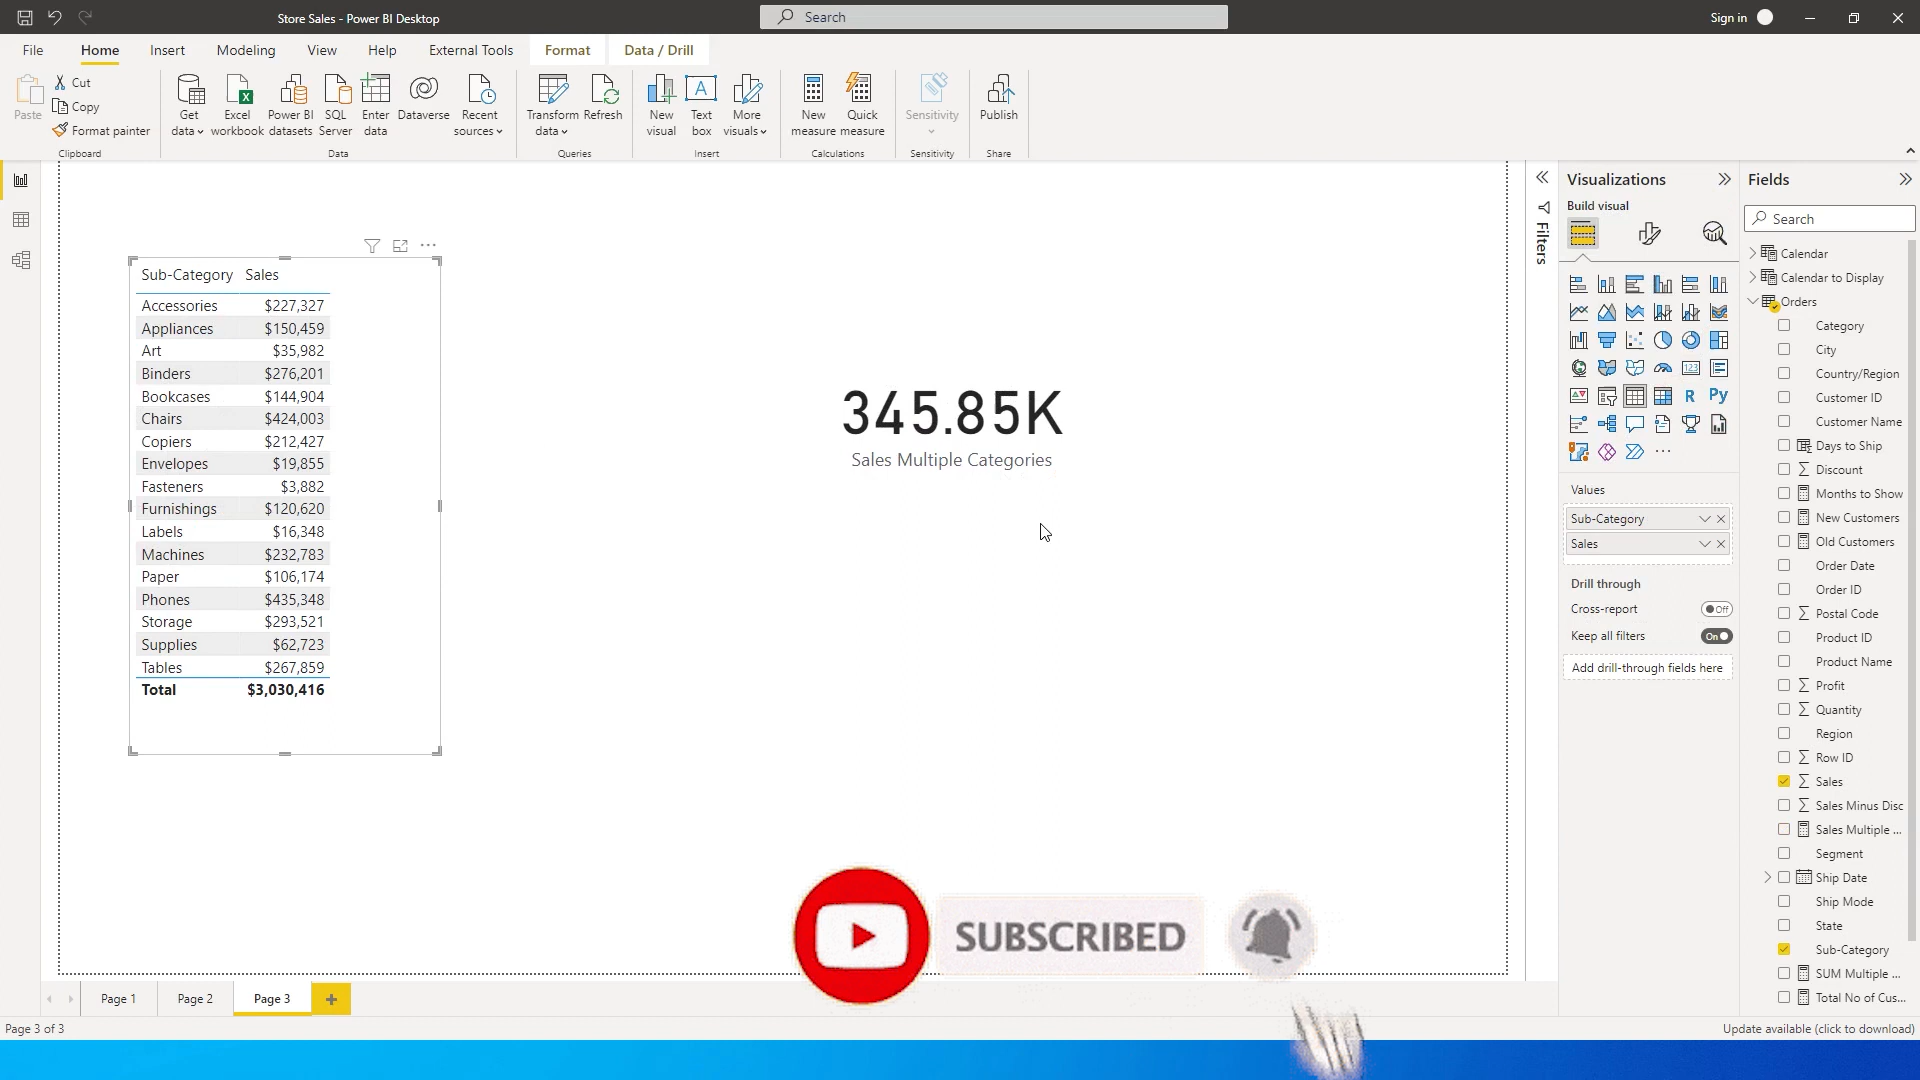 Store Sales - Power BI Desktop
Search
Sign in
File
Home
Insert
Modeling
View
Help
External Tools
Format
Data / Drill
Paste
Cut
Copy
Format painter
Clipboard
Get data
Excel workbook
Power BI datasets
SQL Server
Enter data
Dataverse
Recent sources
Data
Transform data
Refresh
Queries
New visual
Text box
More visuals
Insert
New measure
Quick measure
Calculations
Sensitivity
Sensitivity
Publish
Share
Sub-Category Sales
Accessories $227,327
Appliances $150,459
Art $35,982
Binders $276,201
Bookcases $144,904
Chairs $424,003
Copiers $212,427
Envelopes $19,855
Fasteners $3,882
Furnishings $120,620
Labels $16,348
Machines $232,783
Paper $106,174
Phones $435,348
Storage $293,521
Supplies $62,723
Tables $267,859
Total $3,030,416
345.85K
Sales Multiple Categories
SUBSCRIBED
Filters
Visualizations
Build visual
R
Py
123
Values
Sub-Category
Sales
Drill through
Cross-report
Off
Keep all filters
On
Add drill-through fields here
Fields
Search
Calendar
Calendar to Display
Orders
Category
City
Country/Region
Customer ID
Customer Name
Days to Ship
Discount
Months to Show
New Customers
Old Customers
Order Date
Order ID
Postal Code
Product ID
Product Name
Profit
Quantity
Region
Row ID
Sales
Sales Minus Disc
Sales Multiple ...
Segment
Ship Date
Ship Mode
State
Sub-Category
SUM Multiple ...
Total No of Cus...
Page 1
Page 2
Page 3
Page 3 of 3
Update available (click to download)